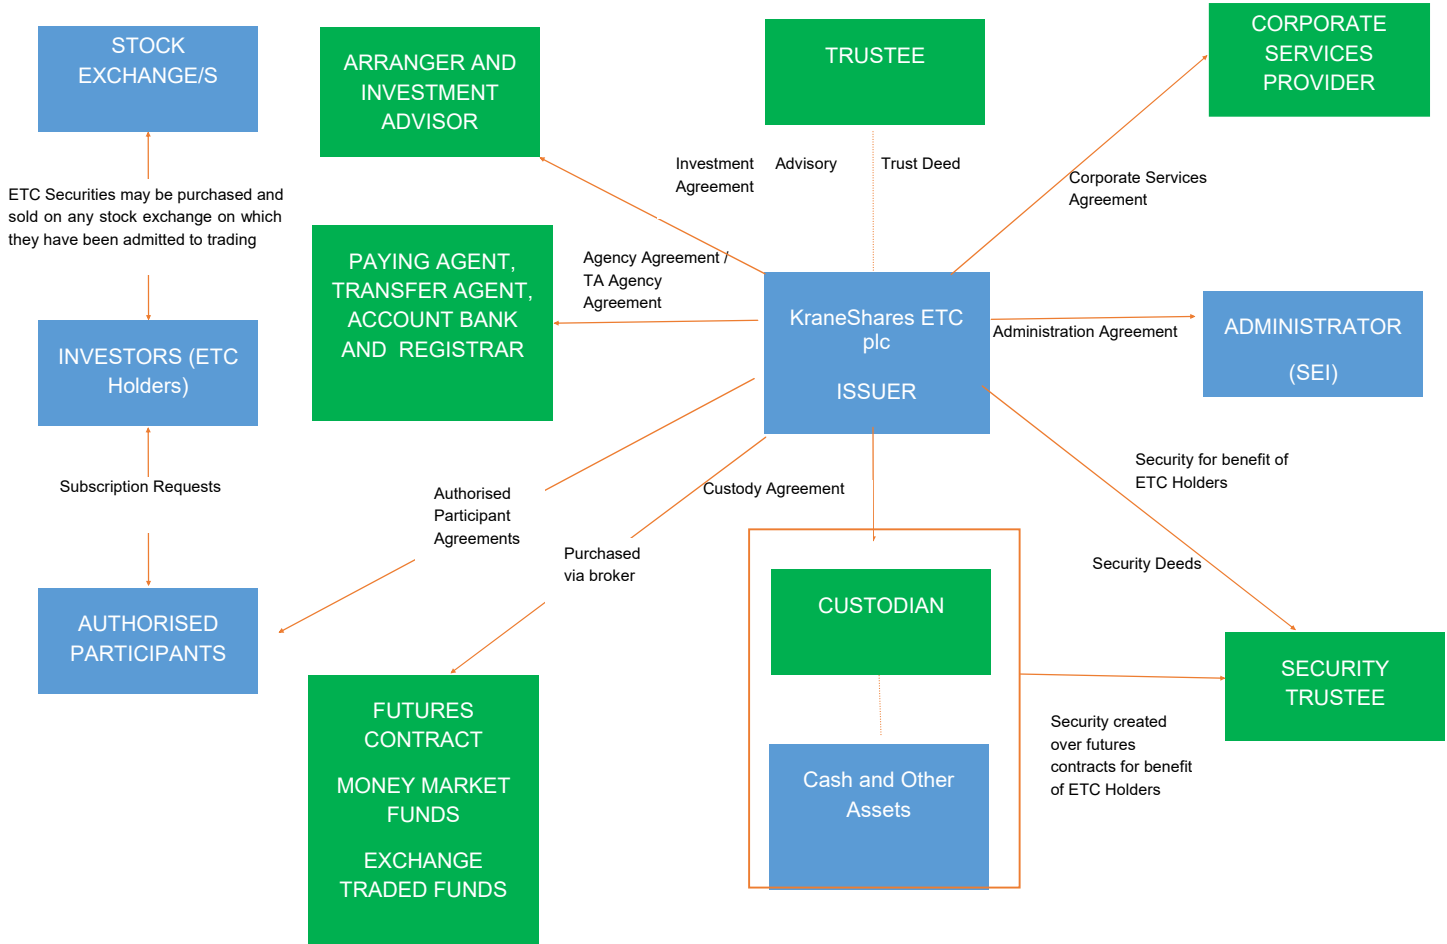 STOCK
EXCHANGE/S
ARRANGER AND
INVESTMENT
ADVISOR
TRUSTEE
CORPORATE
SERVICES
PROVIDER
Investment Advisory
Agreement
Trust Deed
Corporate Services
Agreement
ETC Securities may be purchased and
sold on any stock exchange on which
they have been admitted to trading
PAYING AGENT,
TRANSFER AGENT,
ACCOUNT BANK
AND REGISTRAR
Agency Agreement /
TA Agency
Agreement
KraneShares ETC
plc
ISSUER
Administration Agreement
ADMINISTRATOR
(SEI)
INVESTORS (ETC
Holders)
Subscription Requests
Authorised
Participant
Agreements
Custody Agreement
Security for benefit of
ETC Holders
Purchased
via broker
Security Deeds
AUTHORISED
PARTICIPANTS
CUSTODIAN
SECURITY
TRUSTEE
FUTURES
CONTRACT
MONEY MARKET
FUNDS
EXCHANGE
TRADED FUNDS
Cash and Other
Assets
Security created
over futures
contracts for benefit
of ETC Holders